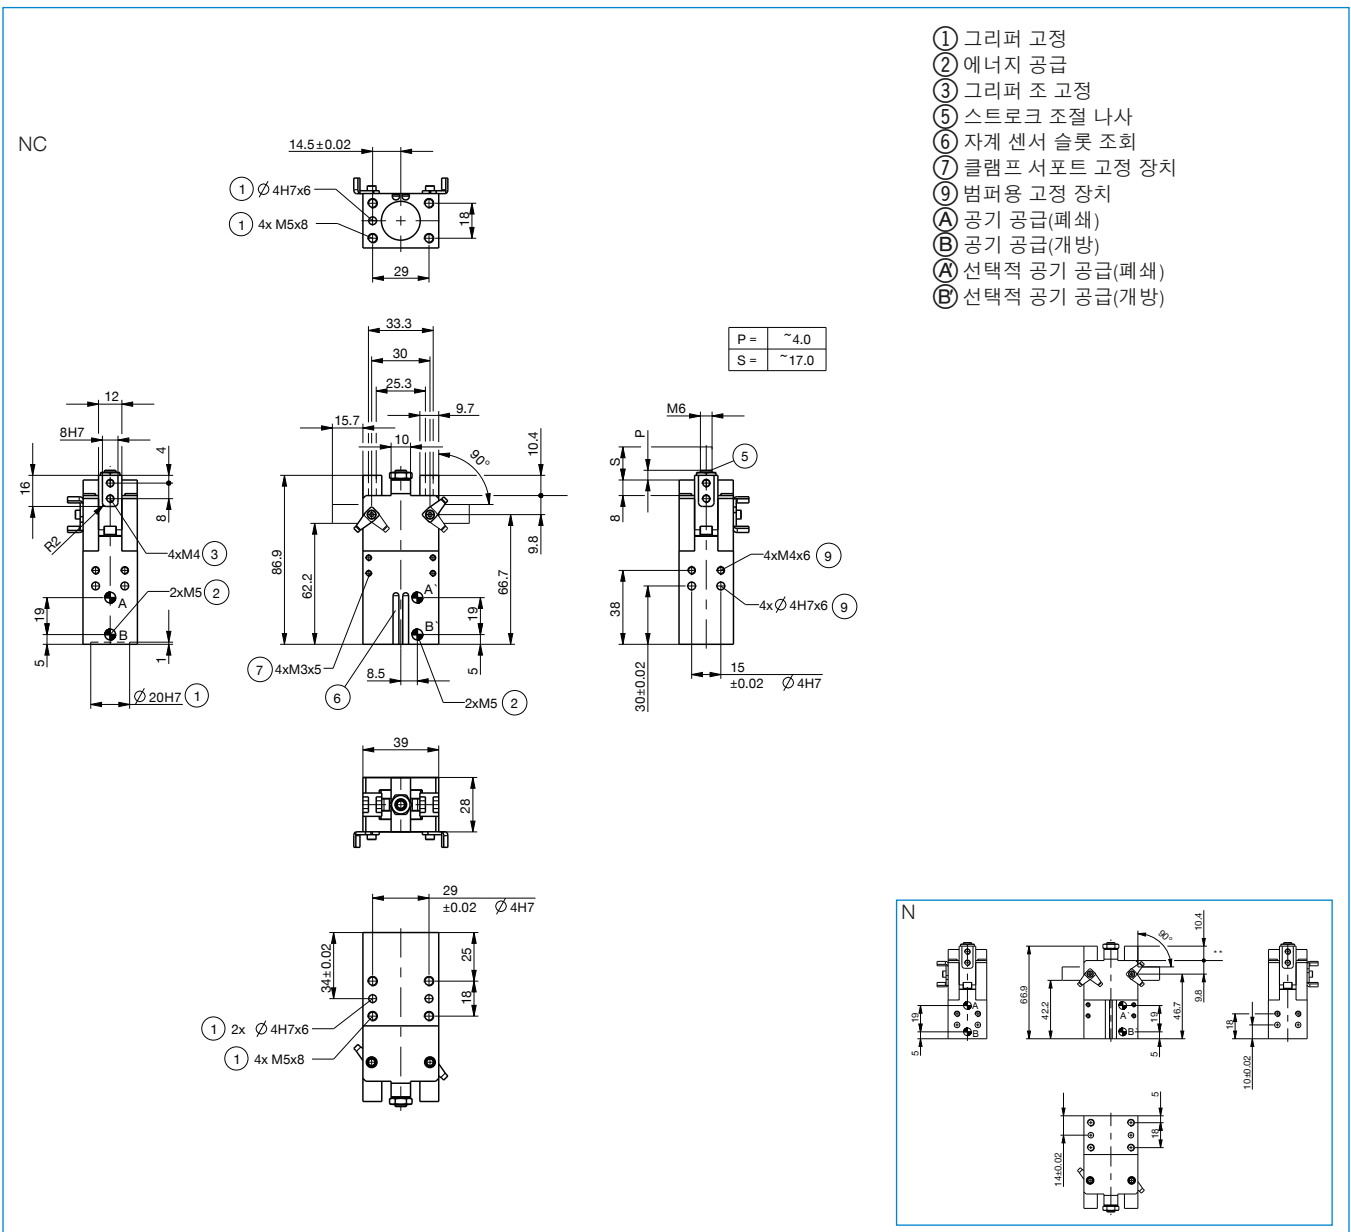 ① 그리퍼 고정
② 에너지 공급
③ 그리퍼 조 고정
⑤ 스트로크 조절 나사
⑥ 자계 센서 슬롯 조회
⑦ 클램프 서포트 고정 장치
⑨ 범퍼용 고정 장치
Ⓐ 공기 공급(폐쇄)
Ⓑ 공기 공급(개방)
A' 선택적 공기 공급(폐쇄)
B' 선택적 공기 공급(개방)
NC
14.5±0.02
① Ø 4H7x6
① 4x M5x8
18
29
P = ~4.0
S = ~17.0
12
8H7
4
16
8
R2
4xM4 ③
2xM5 ②
A
B
19
5
1
Ø 20H7 ①
33.3
30
25.3
15.7
9.7
10
90°
10.4
9.8
86.9
62.2
66.7
A`
B`
19
5
⑦ 4xM3x5
⑥
8.5
2xM5 ②
M6
P
S
⑤
8
4xM4x6 ⑨
4xØ 4H7x6 ⑨
38
30±0.02
15
±0.02 Ø 4H7
39
28
29
±0.02 Ø 4H7
34±0.02
25
18
① 2x Ø 4H7x6
① 4x M5x8
N
19
5
A
B
66.9
42.2
90°
10.4
9.8
46.7
A`
B`
19
5
18
10±0.02
5
18
14±0.02